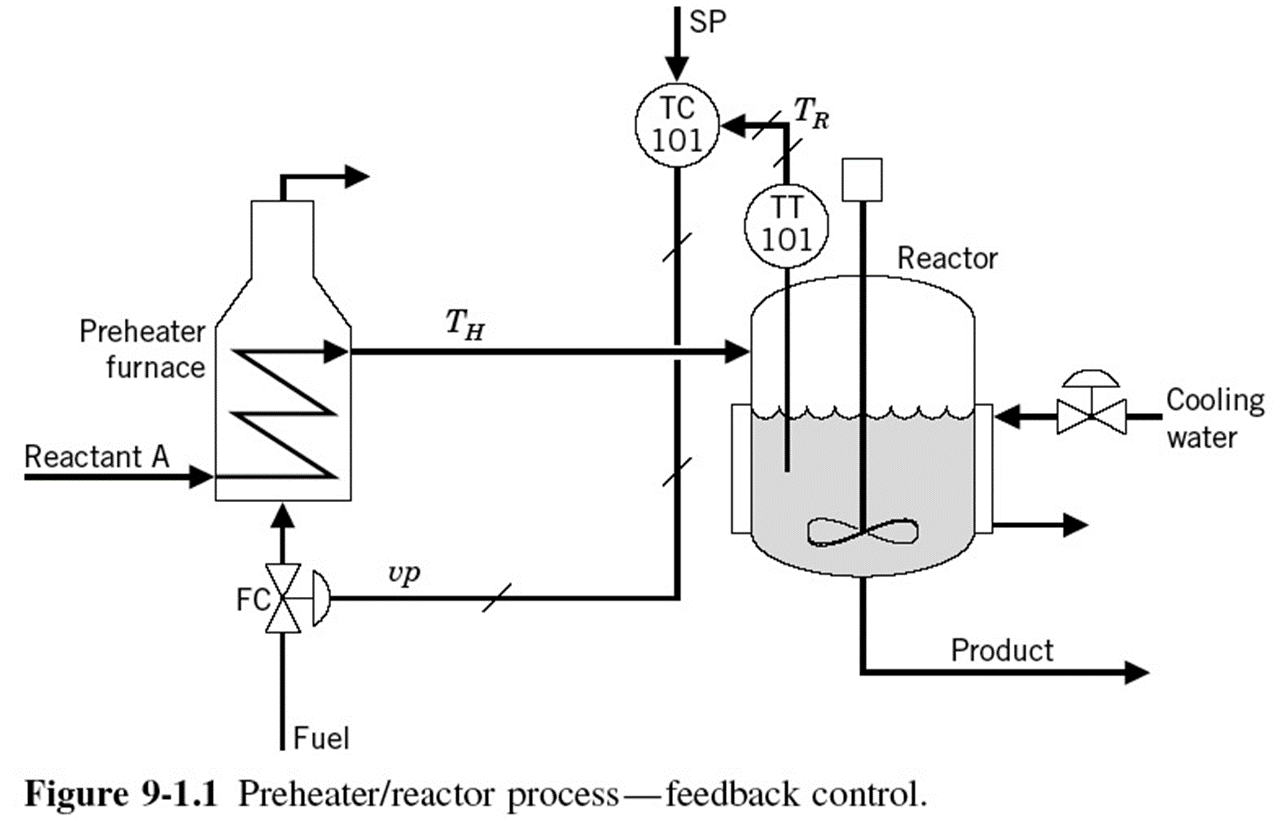 SP
TC
101
T_R
TT
101
Reactor
Preheater
furnace
T_H
Cooling
water
Reactant A
FC
vp
Product
Fuel
Figure 9-1.1 Preheater/reactor process—feedback control.